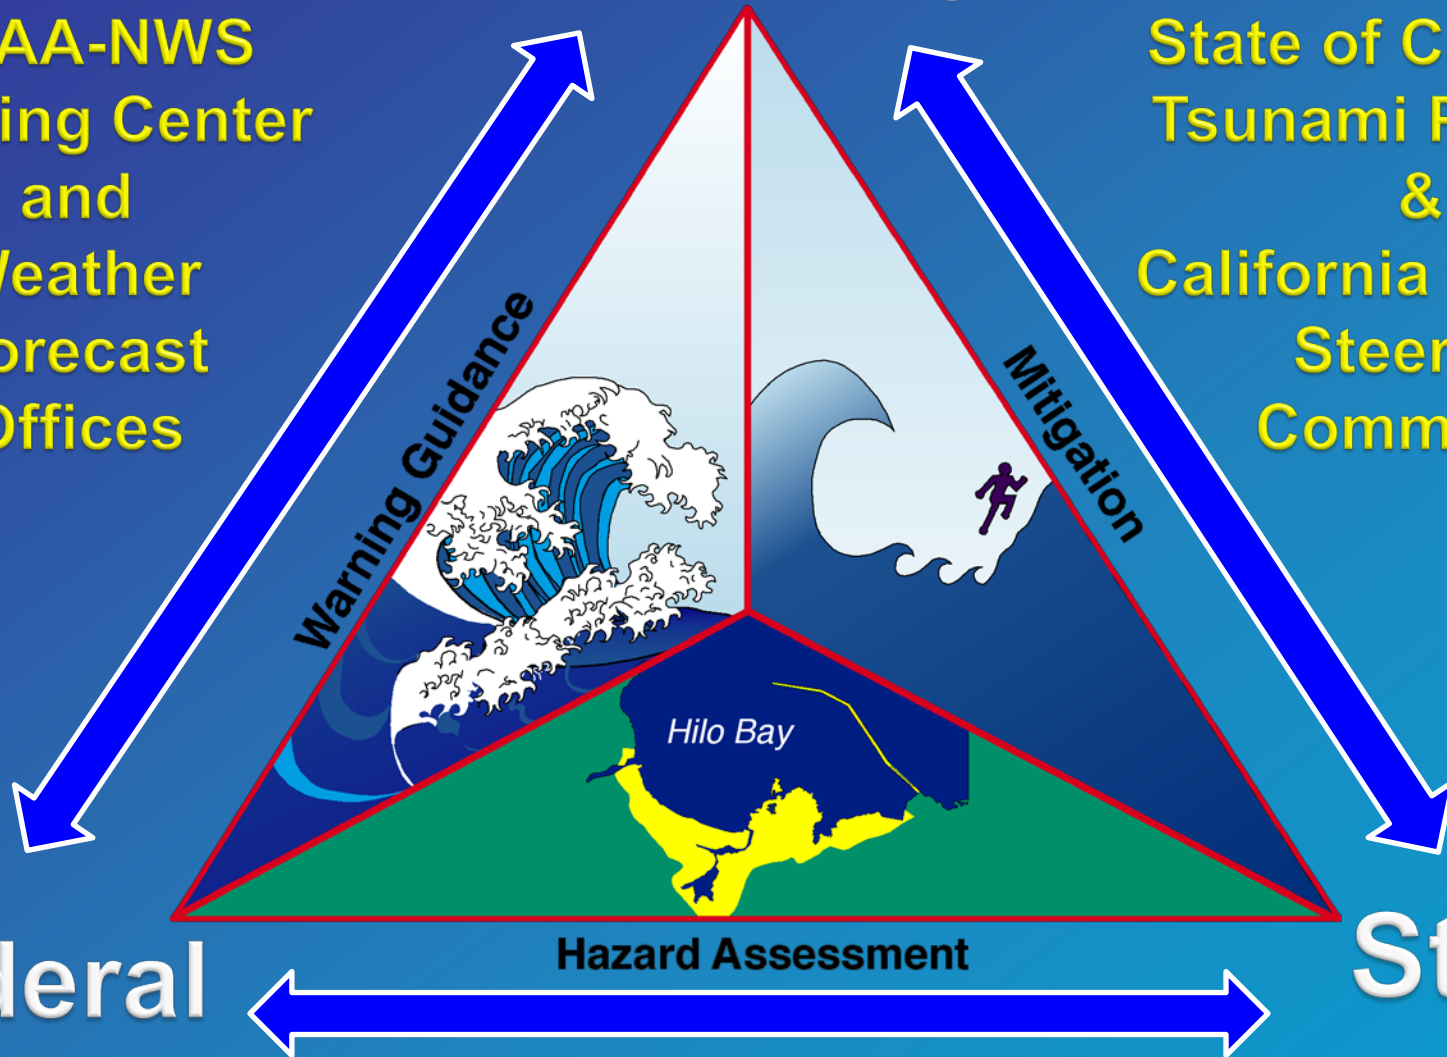 AA-NWS
ing Center
and
Weather
orecast
Offices
State of C
Tsunami P
&
California
Steer
Comm
Warning Guidance
Mitigation
Hilo Bay
Hazard Assessment
deral
St